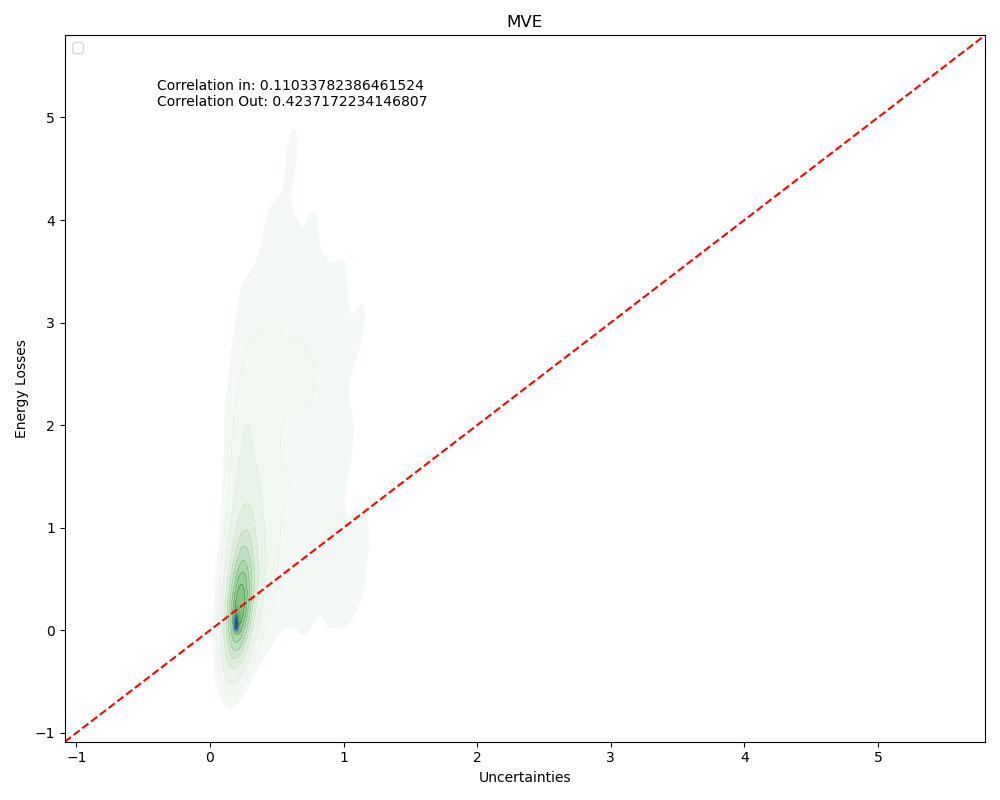 MVE
Correlation in: 0.11033782386461524
Correlation Out: 0.4237172234146807
5
4
3
2
1
0
−1
Energy Losses
−1 0 1 2 3 4 5
Uncertainties